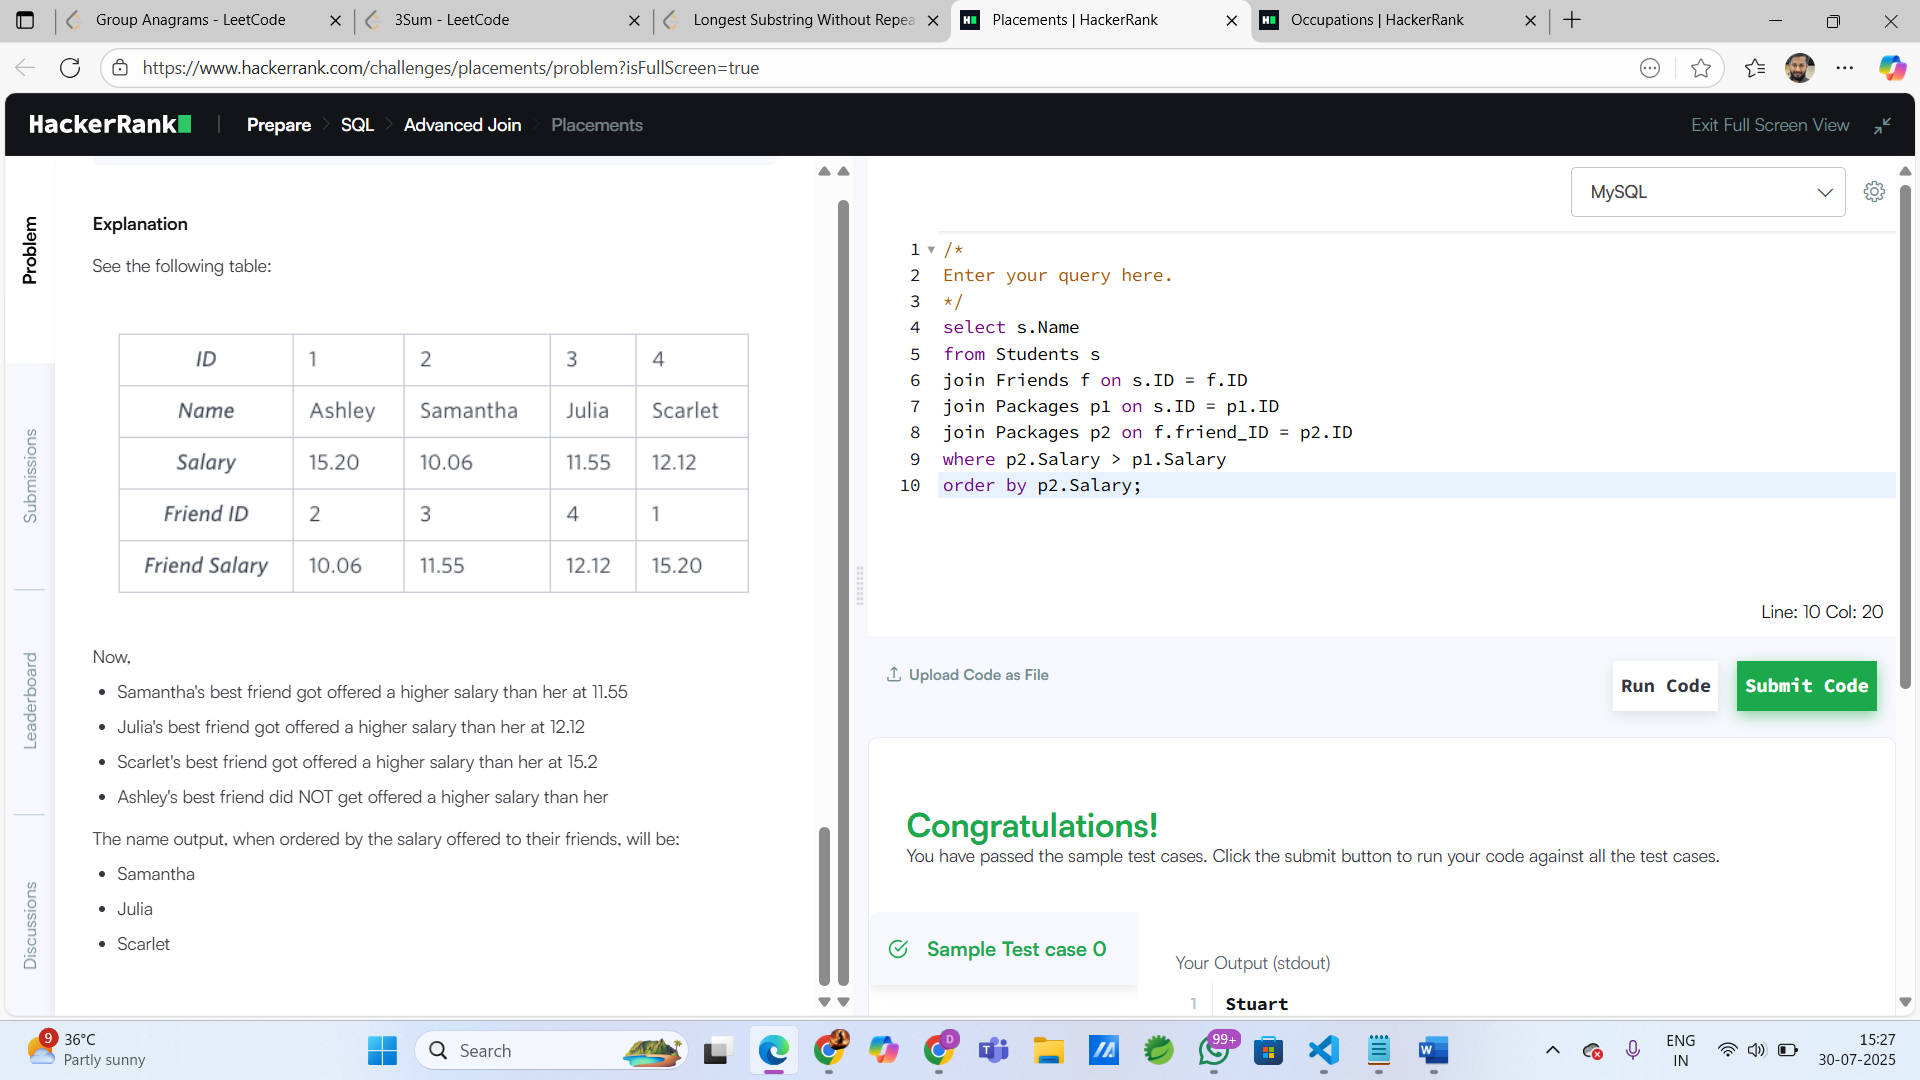 Group Anagrams - LeetCode
3Sum - LeetCode
Longest Substring Without Repea
Placements | HackerRank
Occupations | HackerRank
https://www.hackerrank.com/challenges/placements/problem?isFullScreen=true
HackerRank
Prepare
SQL
Advanced Join
Placements
Exit Full Screen View
Problem
Submissions
Leaderboard
Discussions
Explanation
See the following table:
ID 1 2 3 4
Name Ashley Samantha Julia Scarlet
Salary 15.20 10.06 11.55 12.12
Friend ID 2 3 4 1
Friend Salary 10.06 11.55 12.12 15.20
Now,
• Samantha's best friend got offered a higher salary than her at 11.55
• Julia's best friend got offered a higher salary than her at 12.12
• Scarlet's best friend got offered a higher salary than her at 15.2
• Ashley's best friend did NOT get offered a higher salary than her
The name output, when ordered by the salary offered to their friends, will be:
• Samantha
• Julia
• Scarlet
MySQL
1 /*
2 Enter your query here.
3 */
4 select s.Name
5 from Students s
6 join Friends f on s.ID = f.ID
7 join Packages p1 on s.ID = p1.ID
8 join Packages p2 on f.friend_ID = p2.ID
9 where p2.Salary > p1.Salary
10 order by p2.Salary;
Line: 10 Col: 20
Upload Code as File
Run Code
Submit Code
Congratulations!
You have passed the sample test cases. Click the submit button to run your code against all the test cases.
Sample Test case 0
Your Output (stdout)
1 Stuart
9
36°C
Partly sunny
Search
D
99+
ENG
IN
15:27
30-07-2025